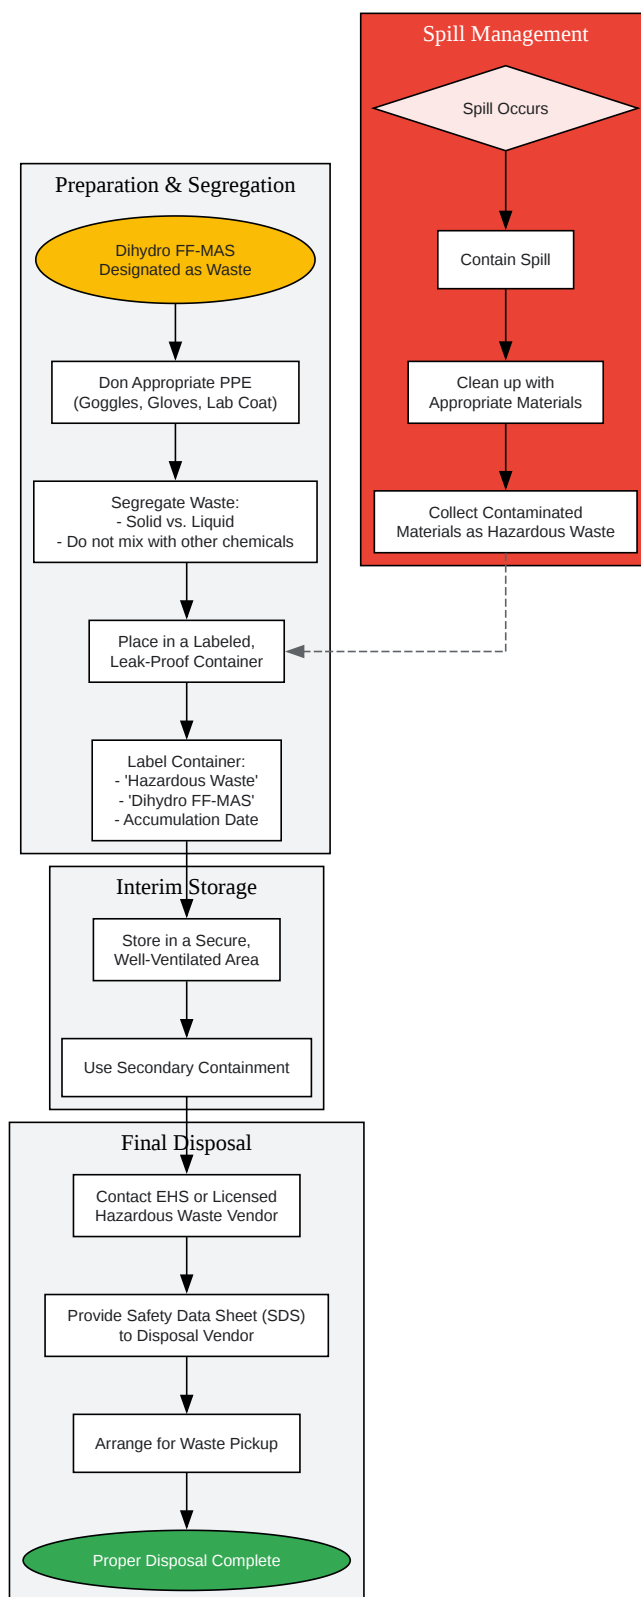 Spill Management
Spill Occurs
Contain Spill
Clean up with
Appropriate Materials
Collect Contaminated
Materials as Hazardous Waste
Preparation & Segregation
Dihydro FF-MAS
Designated as Waste
Don Appropriate PPE
(Goggles, Gloves, Lab Coat)
Segregate Waste:
- Solid vs. Liquid
- Do not mix with other chemicals
Place in a Labeled,
Leak-Proof Container
Label Container:
- 'Hazardous Waste'
- 'Dihydro FF-MAS'
- Accumulation Date
Interim Storage
Store in a Secure,
Well-Ventilated Area
Use Secondary Containment
Final Disposal
Contact EHS or Licensed
Hazardous Waste Vendor
Provide Safety Data Sheet (SDS)
to Disposal Vendor
Arrange for Waste Pickup
Proper Disposal Complete